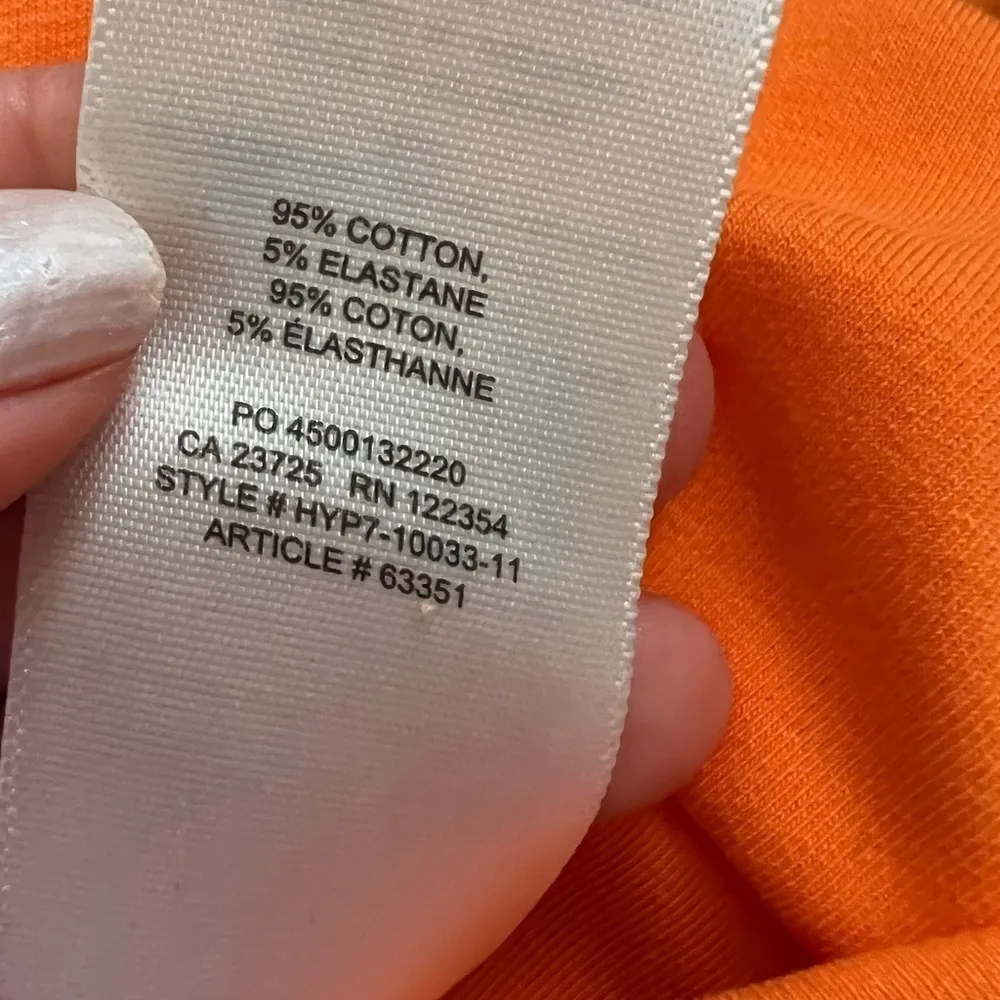 95% COTTON,
5% ELASTANE
95% COTON,
5% ÉLASTHANNE
PO 4500132220
CA 23725 RN 122354
STYLE # HYP7-10033-11
ARTICLE # 63351